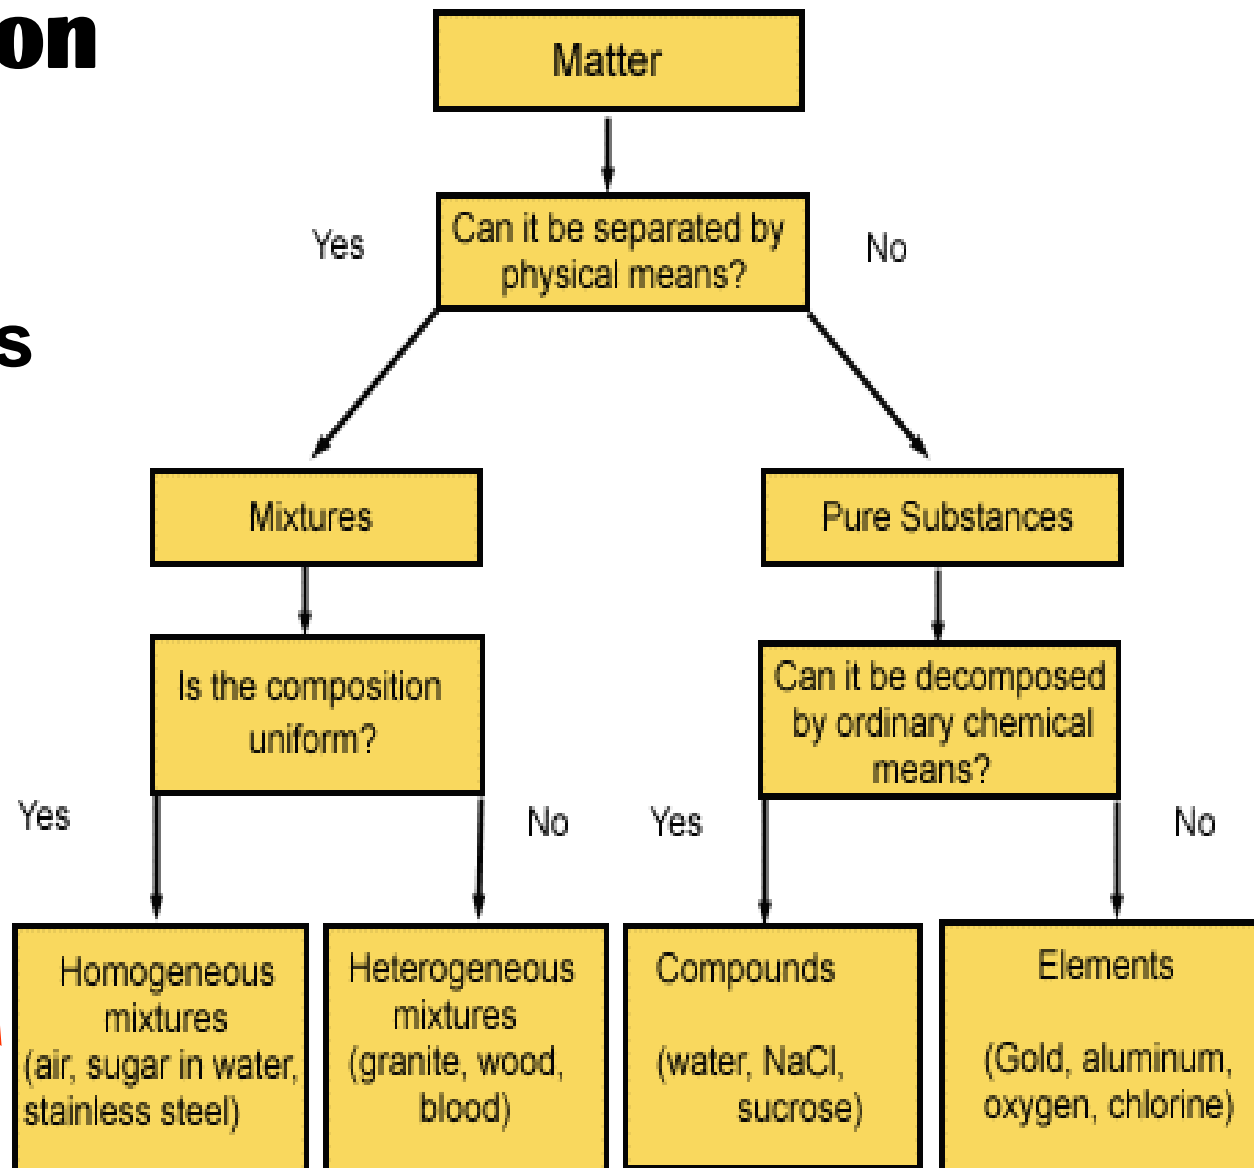 on
Matter
Can it be separated by
physical means?
Yes
No
s
Mixtures
Pure Substances
Is the composition
uniform?
Can it be decomposed
by ordinary chemical
means?
Yes
No
Yes
No
Homogeneous
mixtures
(air, sugar in water,
stainless steel)
Heterogeneous
mixtures
(granite, wood,
blood)
Compounds
(water, NaCl,
sucrose)
Elements
(Gold, aluminum,
oxygen, chlorine)